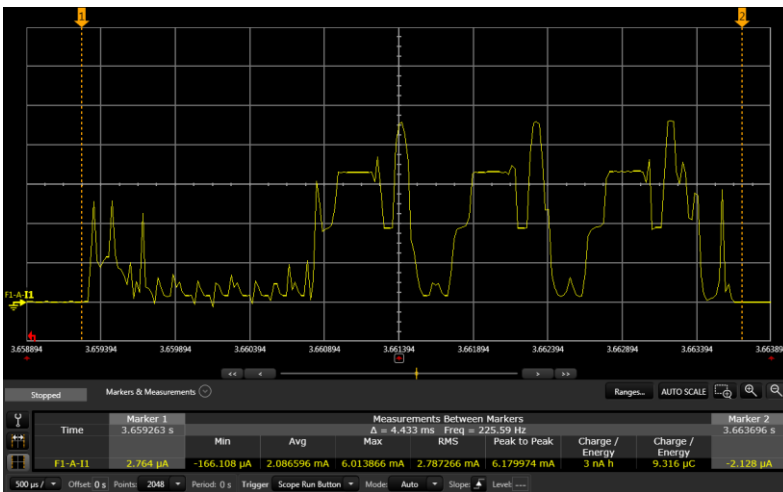 1 2
F1-A-I1
3.658894 3.659394 3.659894 3.660394 3.660894 3.661394 3.661894 3.662394 3.662894 3.663394 3.66389
<< < > >>
Stopped Markers & Measurements Ranges... AUTO SCALE
Marker 1 Measurements Between Markers Marker 2
Time 3.659263 s Δ = 4.433 ms Freq = 225.59 Hz 3.663696 s
Min Avg Max RMS Peak to Peak Charge / Energy Charge / Energy
F1-A-I1 2.764 µA -166.108 µA 2.086596 mA 6.013866 mA 2.787266 mA 6.179974 mA 3 nA h 9.316 µC -2.128 µA
500 µs / Offset: 0 s Points: 2048 Period: 0 s Trigger Scope Run Button Mode: Auto Slope: Level: ---